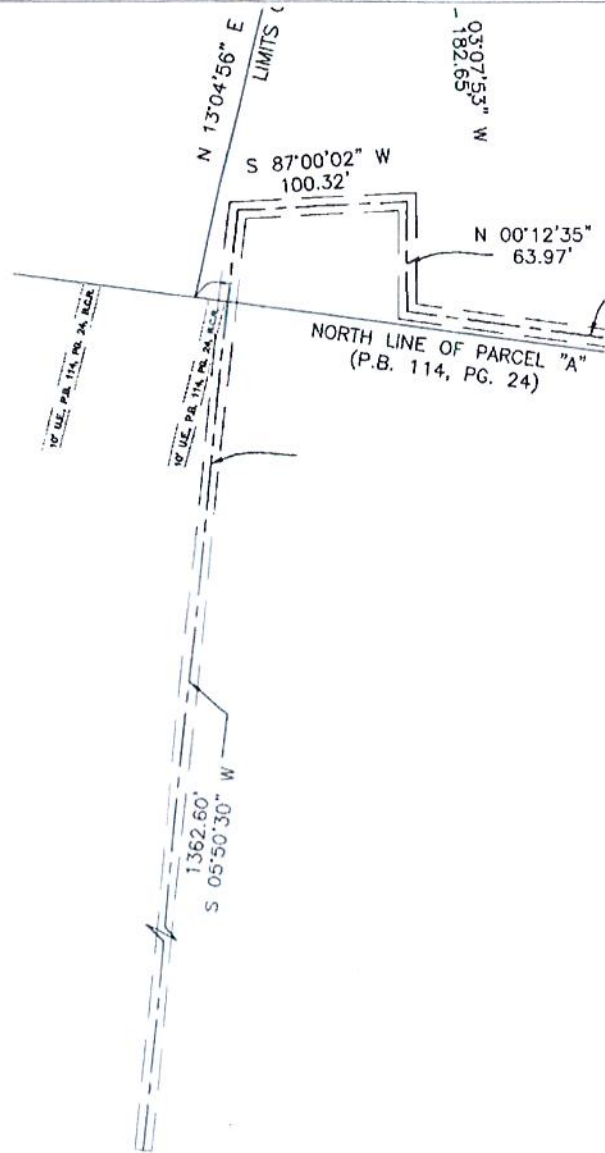 N 13°04'56" E
LIMITS
03°07'53" W
182.65'
S 87°00'02" W
100.32'
N 00°12'35"
63.97'
NORTH LINE OF PARCEL "A"
(P.B. 114, PG. 24)
10' U.E. P.B. 114, PG. 24, B.C.R.
10' U.E. P.B. 114, PG. 24, B.C.R.
1362.60'
S 05°50'30" W